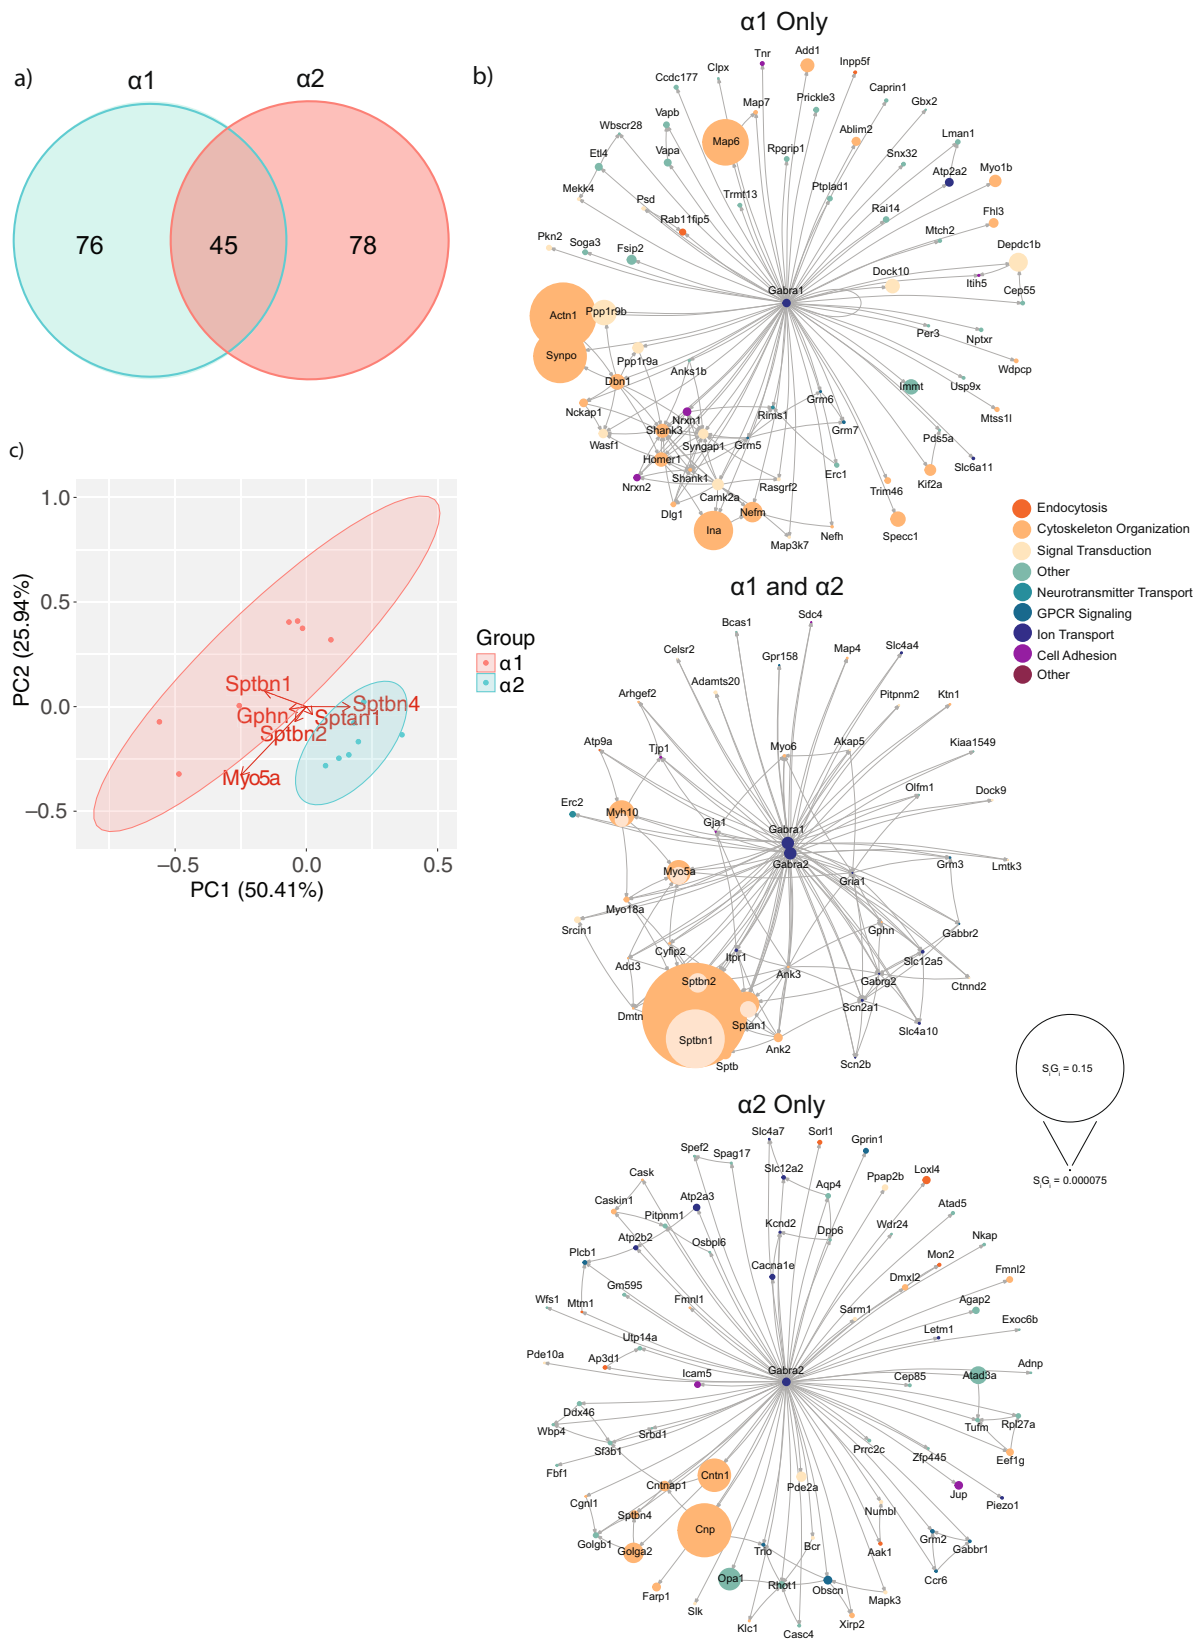 a)
α1
α2
76
45
78
b)
α1 Only
Tnr
Add1
Inpp5f
Clpx
Ccdc177
Caprin1
Map7
Prickle3
Gbx2
Vapb
Wbscr28
Map6
Ablim2
Lman1
Etl4
Vapa
Rpgrip1
Snx32
Atp2a2
Myo1b
Mekk4
Psd
Trmt13
Ptplad1
Rab11fip5
Rai14
Fhl3
Pkn2
Soga3
Fsip2
Mtch2
Depdc1b
Dock10
Itih5
Cep55
Gabra1
Actn1
Ppp1r9b
Per3
Nptxr
Synpo
Ppp1r9a
Anks1b
Wdpcp
Dbn1
Immt
Usp9x
Nckap1
Grm6
Mtss1l
Nrxn1
Rims1
Shank3
Grm7
Wasf1
Syngap1
Grm5
Pds5a
Homer1
Slc6a11
Shank1
Erc1
Kif2a
Nrxn2
Camk2a
Rasgrf2
Trim46
Dlg1
Nefm
Ina
Nefh
Specc1
Map3k7
Endocytosis
Cytoskeleton Organization
Signal Transduction
Other
Neurotransmitter Transport
GPCR Signaling
Ion Transport
Cell Adhesion
Other
c)
1.0
0.5
0.0
−0.5
PC2 (25.94%)
−0.5
0.0
0.5
PC1 (50.41%)
Sptbn1
Gphn
Sptbn2
Sptan1
Sptbn4
Myo5a
Group
α1
α2
α1 and α2
Sdc4
Bcas1
Celsr2
Gpr158
Map4
Slc4a4
Adamts20
Arhgef2
Pitpnm2
Ktn1
Atp9a
Tjp1
Myo6
Akap5
Kiaa1549
Olfm1
Dock9
Erc2
Myh10
Gja1
Gabra1
Gabra2
Grm3
Lmtk3
Myo5a
Gria1
Myo18a
Srcin1
Gphn
Gabbr2
Cyfip2
Itpr1
Slc12a5
Add3
Ank3
Sptbn2
Gabrg2
Ctnnd2
Dmtn
Scn2a1
Sptan1
Slc4a10
Sptbn1
Ank2
Sptb
Scn2b
SᵢGᵢ = 0.15
SᵢGᵢ = 0.000075
α2 Only
Slc4a7
Sorl1
Gprin1
Spef2
Spag17
Slc12a2
Cask
Ppap2b
Loxl4
Caskin1
Atp2a3
Aqp4
Atad5
Pitpnm1
Kcnd2
Dpp6
Wdr24
Atp2b2
Osbpl6
Nkap
Plcb1
Cacna1e
Mon2
Gm595
Dmxl2
Fmnl2
Wfs1
Mtm1
Fmnl1
Sarm1
Agap2
Exoc6b
Utp14a
Letm1
Pde10a
Ap3d1
Icam5
Gabra2
Cep85
Atad3a
Adnp
Ddx46
Wbp4
Srbd1
Tufm
Rpl27a
Sf3b1
Prrc2c
Zfp445
Fbf1
Eef1g
Cntn1
Cntnap1
Pde2a
Jup
Piezo1
Cgnl1
Sptbn4
Numbl
Cnp
Golgb1
Golga2
Trio
Bcr
Grm2
Gabbr1
Aak1
Opa1
Ccr6
Farp1
Rhot1
Obscn
Slk
Mapk3
Klc1
Casc4
Xirp2